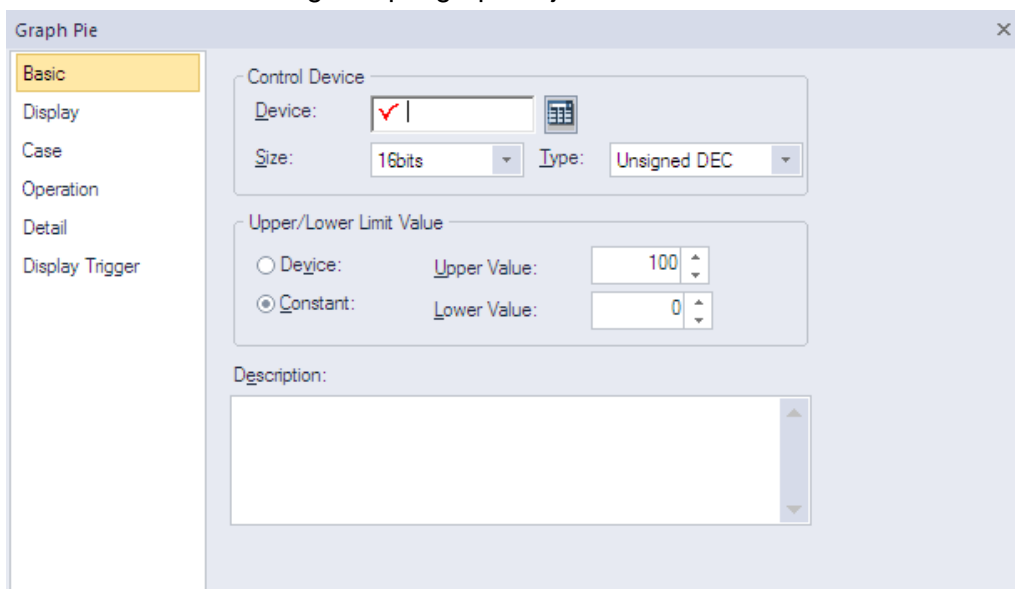 Graph Pie
Basic
Display
Case
Operation
Detail
Display Trigger
Control Device
Device:
Size: 16bits Type: Unsigned DEC
Upper/Lower Limit Value
Device: Upper Value: 100
Constant: Lower Value: 0
Description: